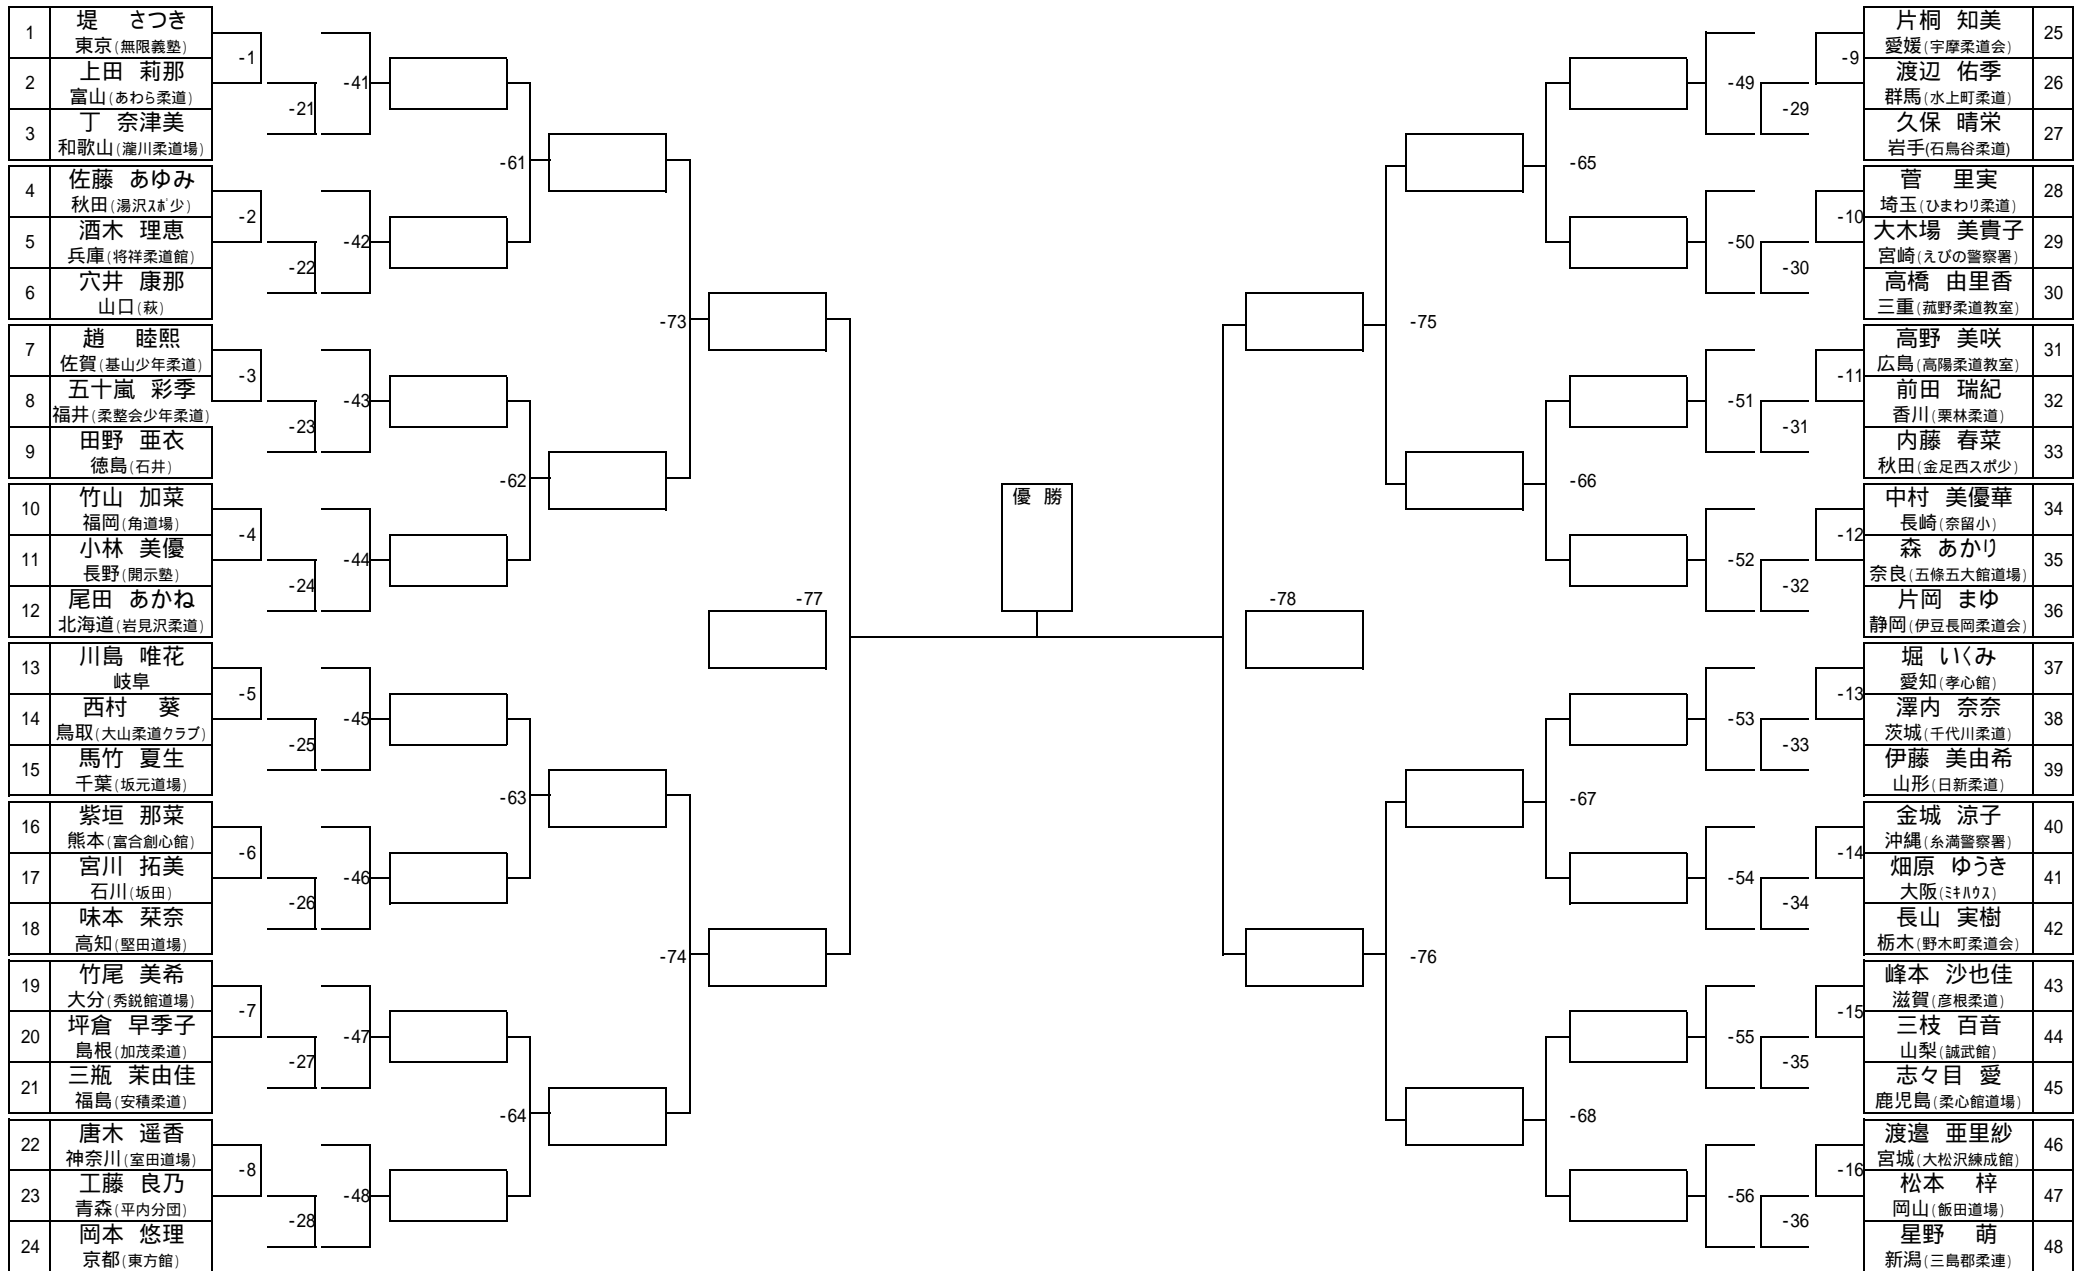 1
堤 さつき
東京(無限義塾)
2
上田 莉那
富山(あわら柔道)
3
丁 奈津美
和歌山(瀧川柔道場)
4
佐藤 あゆみ
秋田(湯沢スポ少)
5
酒木 理恵
兵庫(将祥柔道館)
6
穴井 康那
山口(萩)
7
趙 睦熙
佐賀(基山少年柔道)
8
五十嵐 彩季
福井(柔整会少年柔道)
9
田野 亜衣
徳島(石井)
10
竹山 加菜
福岡(角道場)
11
小林 美優
長野(開示塾)
12
尾田 あかね
北海道(岩見沢柔道)
13
川島 唯花
岐阜
14
西村 葵
鳥取(大山柔道クラブ)
15
馬竹 夏生
千葉(坂元道場)
16
紫垣 那菜
熊本(富合創心館)
17
宮川 拓美
石川(坂田)
18
味本 栞奈
高知(堅田道場)
19
竹尾 美希
大分(秀鋭館道場)
20
坪倉 早季子
島根(加茂柔道)
21
三瓶 茉由佳
福島(安積柔道)
22
唐木 遥香
神奈川(室田道場)
23
工藤 良乃
青森(平内分団)
24
岡本 悠理
京都(東方館)
-1
-2
-3
-4
-5
-6
-7
-8
-21
-22
-23
-24
-25
-26
-27
-28
-41
-42
-43
-44
-45
-46
-47
-48
-61
-62
-63
-64
-73
-74
-77
優 勝
-78
-75
-76
-65
-66
-67
-68
-49
-50
-51
-52
-53
-54
-55
-56
-29
-30
-31
-32
-33
-34
-35
-36
-9
-10
-11
-12
-13
-14
-15
-16
片桐 知美
愛媛(宇摩柔道会)
25
渡辺 佑季
群馬(水上町柔道)
26
久保 晴栄
岩手(石鳥谷柔道)
27
菅 里実
埼玉(ひまわり柔道)
28
大木場 美貴子
宮崎(えびの警察署)
29
高橋 由里香
三重(菰野柔道教室)
30
高野 美咲
広島(高陽柔道教室)
31
前田 瑞紀
香川(栗林柔道)
32
内藤 春菜
秋田(金足西スポ少)
33
中村 美優華
長崎(奈留小)
34
森 あかり
奈良(五條五大館道場)
35
片岡 まゆ
静岡(伊豆長岡柔道会)
36
堀 いくみ
愛知(孝心館)
37
澤内 奈奈
茨城(千代川柔道)
38
伊藤 美由希
山形(日新柔道)
39
金城 涼子
沖縄(糸満警察署)
40
畑原 ゆうき
大阪(ミキハウス)
41
長山 実樹
栃木(野木町柔道会)
42
峰本 沙也佳
滋賀(彦根柔道)
43
三枝 百音
山梨(誠武館)
44
志々目 愛
鹿児島(柔心館道場)
45
渡邉 亜里紗
宮城(大松沢練成館)
46
松本 梓
岡山(飯田道場)
47
星野 萌
新潟(三島郡柔連)
48